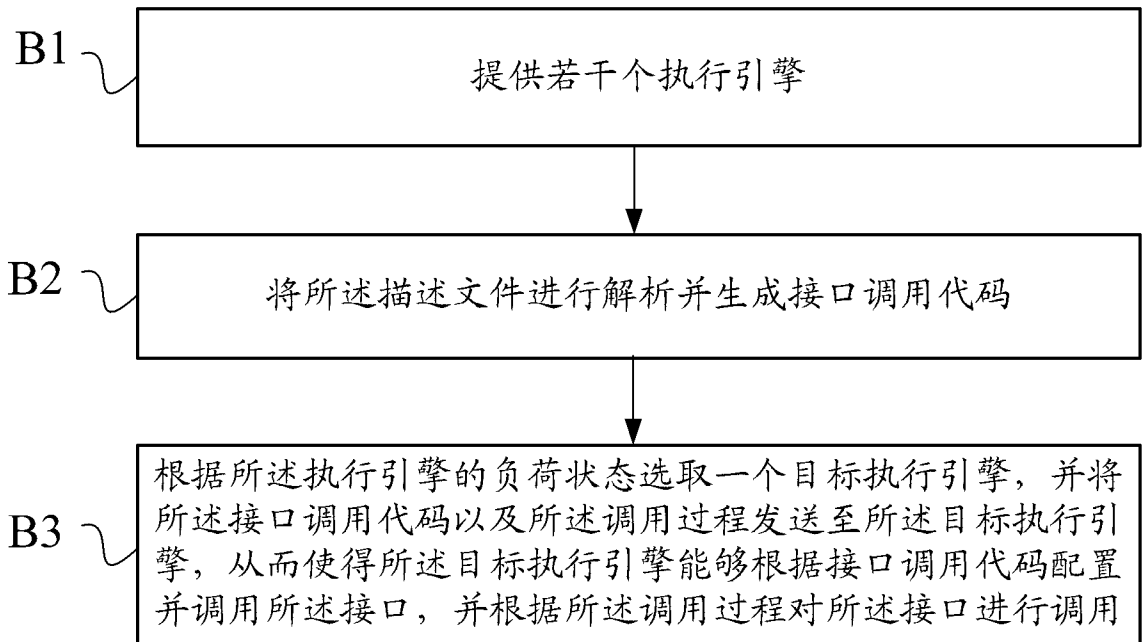 B1
提供若干个执行引擎
B2
将所述描述文件进行解析并生成接口调用代码
B3
根据所述执行引擎的负荷状态选取一个目标执行引擎，并将
所述接口调用代码以及所述调用过程发送至所述目标执行引
擎，从而使得所述目标执行引擎能够根据接口调用代码配置
并调用所述接口，并根据所述调用过程对所述接口进行调用